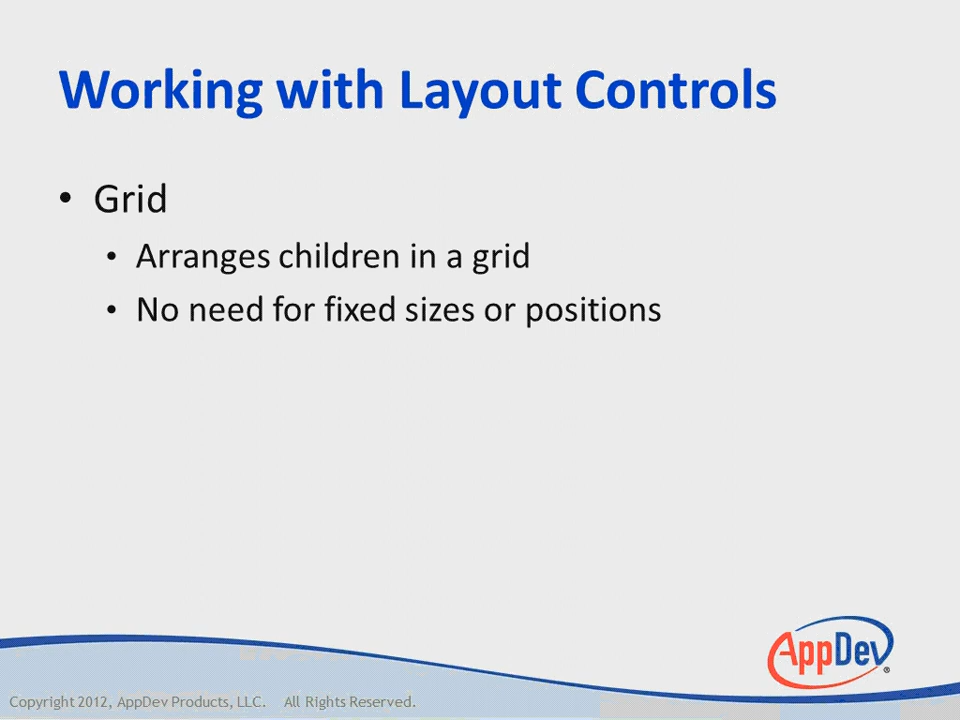 Working with Layout Controls
• Grid
• Arranges children in a grid
• No need for fixed sizes or positions
AppDev®
Copyright 2012, AppDev Products, LLC. All Rights Reserved.